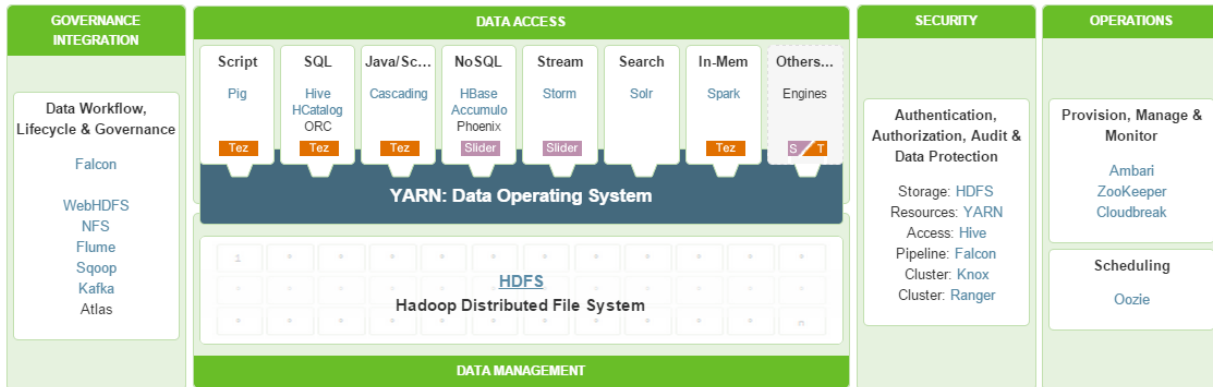 GOVERNANCE
INTEGRATION
Data Workflow,
Lifecycle & Governance
Falcon
WebHDFS
NFS
Flume
Sqoop
Kafka
Atlas
DATA ACCESS
Script
Pig
Tez
SQL
Hive
HCatalog
ORC
Tez
Java/Sc...
Cascading
Tez
NoSQL
HBase
Accumulo
Phoenix
Slider
Stream
Storm
Slider
Search
Solr
In-Mem
Spark
Tez
Others...
Engines
S T
YARN: Data Operating System
1
HDFS
Hadoop Distributed File System
n
DATA MANAGEMENT
SECURITY
Authentication,
Authorization, Audit &
Data Protection
Storage: HDFS
Resources: YARN
Access: Hive
Pipeline: Falcon
Cluster: Knox
Cluster: Ranger
OPERATIONS
Provision, Manage &
Monitor
Ambari
ZooKeeper
Cloudbreak
Scheduling
Oozie